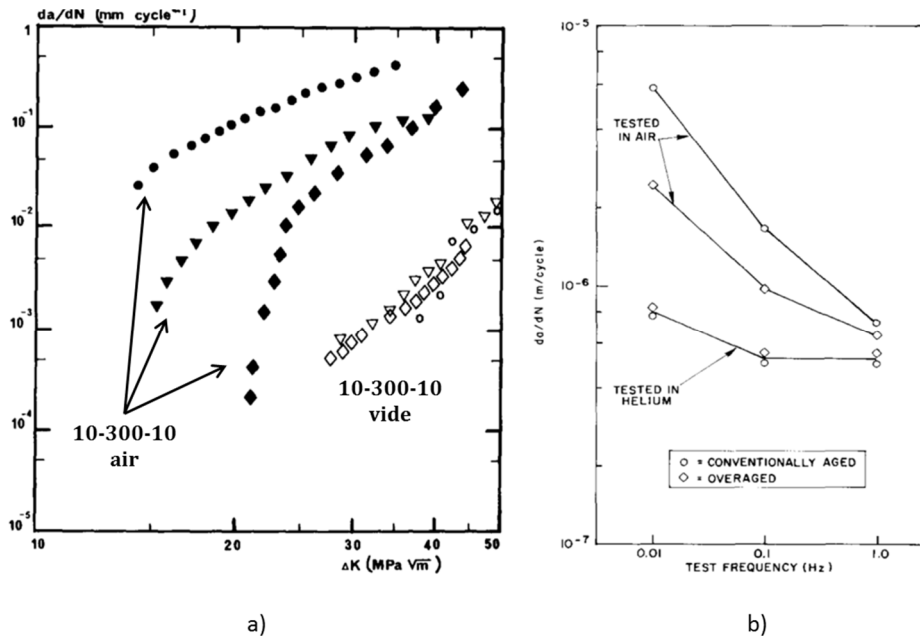 da/dN (mm cycle⁻¹)
1
10⁻¹
10⁻²
10⁻³
10⁻⁴
10⁻⁵
10-300-10
air
10-300-10
vide
10
20
30
40
50
ΔK (MPa √m)
a)
10⁻⁵
10⁻⁶
10⁻⁷
da/dN (m/cycle)
TESTED
IN AIR
TESTED IN
HELIUM
○ = CONVENTIONALLY AGED
◇ = OVERAGED
0.01
0.1
1.0
TEST FREQUENCY (Hz)
b)